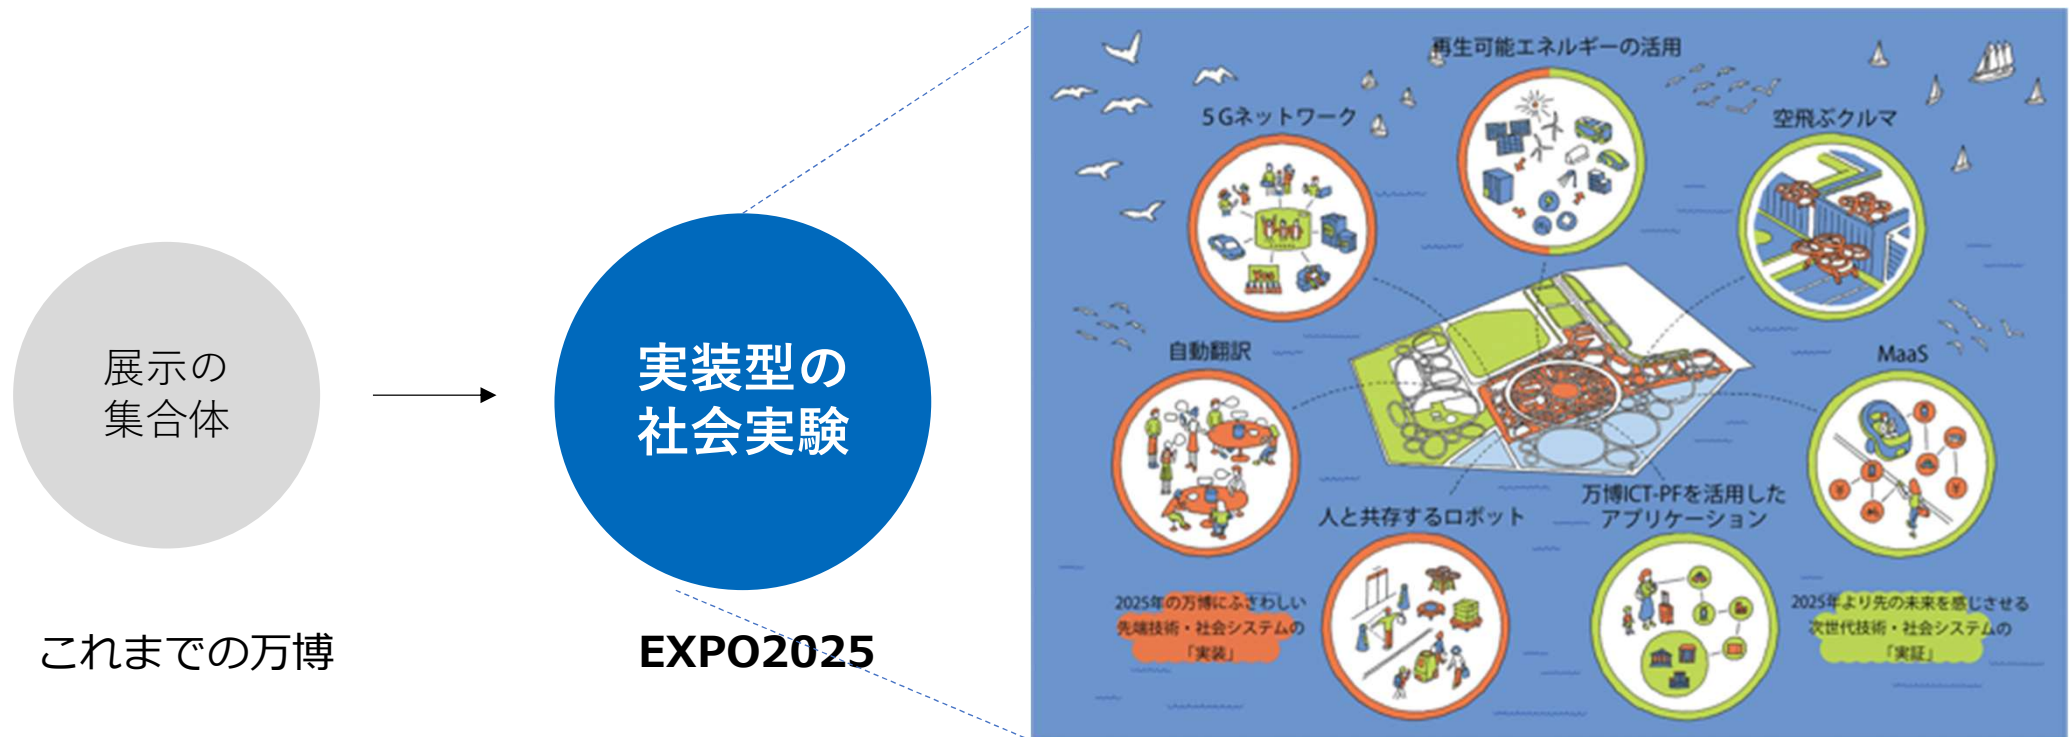 展示の
集合体
これまでの万博
実装型の
社会実験
EXPO2025
再生可能エネルギーの活用
5Gネットワーク
空飛ぶクルマ
自動翻訳
MaaS
人と共存するロボット
万博ICT-PFを活用した
アプリケーション
2025年の万博にふさわしい
先端技術・社会システムの
「実装」
2025年より先の未来を感じさせる
次世代技術・社会システムの
「実証」